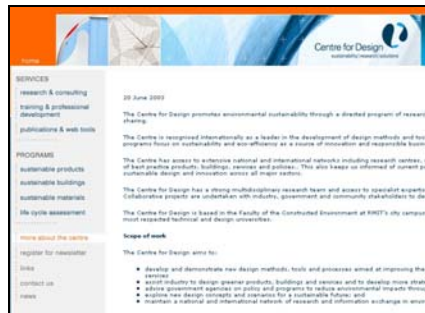 Centre for Design
sustainability|research|solutions
home
SERVICES
research & consulting
training & professional
development
publications & web tools
PROGRAMS
sustainable products
sustainable buildings
sustainable materials
life cycle assessment
more about the centre
register for newsletter
links
contact us
news
20 June 2003
The Centre for Design promotes environmental sustainability through a directed program of
sharing.
The Centre is recognised internationally as a leader in the development of design methods and
programs focus on sustainability and eco-efficiency as a source of innovation and responsible
The Centre has access to extensive national and international networks including research centres,
of best practice products, buildings, services and policies.. This also keeps us informed of current
sustainable design and innovation across all major sectors.
The Centre for Design has a strong multidisciplinary research team and access to specialist
Collaborative projects are undertaken with industry, government and community stakeholders to
The Centre for Design is based in the Faculty of the Constructed Environment at RMIT's city
most respected technical and design universities.
Scope of work
The Centre for Design aims to:
develop and demonstrate new design methods, tools and processes aimed at improving the
services
assist industry to design greener products, buildings and services and to develop more
advise government agencies on policy and programs to reduce environmental impacts
explore new design concepts and scenarios for a sustainable future; and
maintain a national and international network of research and information exchange in